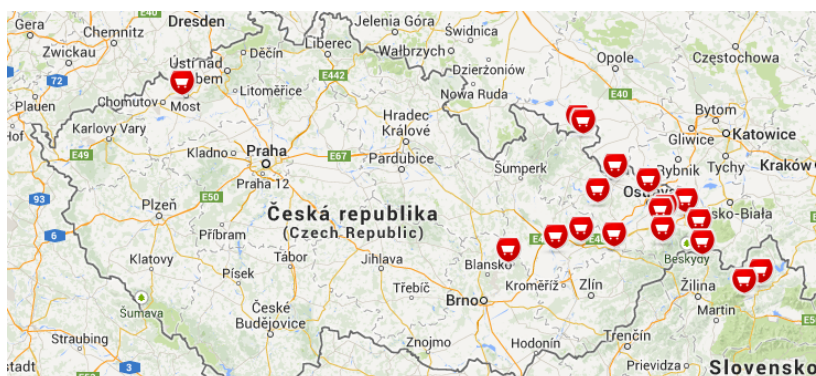 Gera
Chemnitz
Dresden
E40
Jelenia Góra
Świdnica
Zwickau
Ústí nad
Děčín
Liberec
Wałbrzych
Dzierżoniów
Opole
Częstochowa
72
E442
Plauen
Chomutov
Most
Litoměřice
Nowa Ruda
E40
Bytom
Hof
Karlovy Vary
Hradec
Králové
Gliwice
Katowice
E49
Kladno
Praha
E67
Pardubice
Šumperk
Rybnik
Tychy
Kraków
Praha 12
93
E50
Plzeň
Česká republika
(Czech Republic)
6
Příbram
Klatovy
Písek
Tábor
Jihlava
Blansko
Beskydy
Třebíč
Brno
Kroměříž
Zlín
Žilina
Šumava
České
Budějovice
Martin
Straubing
Znojmo
Hodonín
Trenčín
3
Prievidza
Slovensko